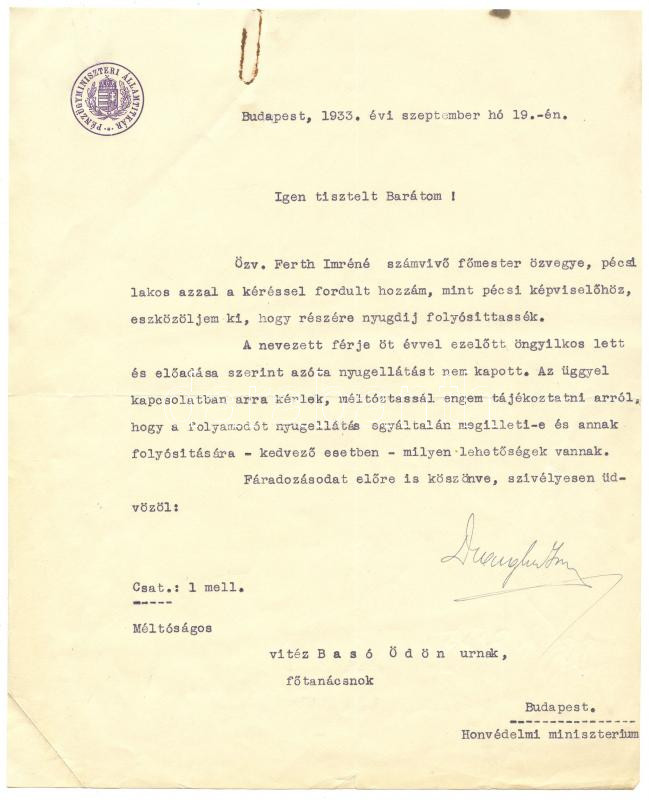 PÉNZÜGYMINISZTERI ÁLLAMTITKÁR
Budapest, 1933. évi szeptember hó 19.-én.
Igen tisztelt Barátom !
Özv. Ferth Imréné számvivő főmester özvegye, pécsi
lakos azzal a kéréssel fordult hozzám, mint pécsi képviselőhöz,
eszközöljem ki, hogy részére nyugdij folyósittassék.
A nevezett férje öt évvel ezelőtt öngyilkos lett
és előadása szerint azóta nyugellátást nem kapott. Az üggyel
kapcsolatban arra kérlek, méltóztassál engem tájékoztatni arról,
hogy a folyamodót nyugellátás egyáltalán megilleti-e és annak
folyósitására - kedvező esetben - milyen lehetőségek vannak.
Fáradozásodat előre is köszönve, szivélyesen üd-
vözöl:
Csat.: 1 mell.
Méltóságos
vitéz Basó Ödön urnak,
főtanácsnok
Budapest.
Honvédelmi miniszterium